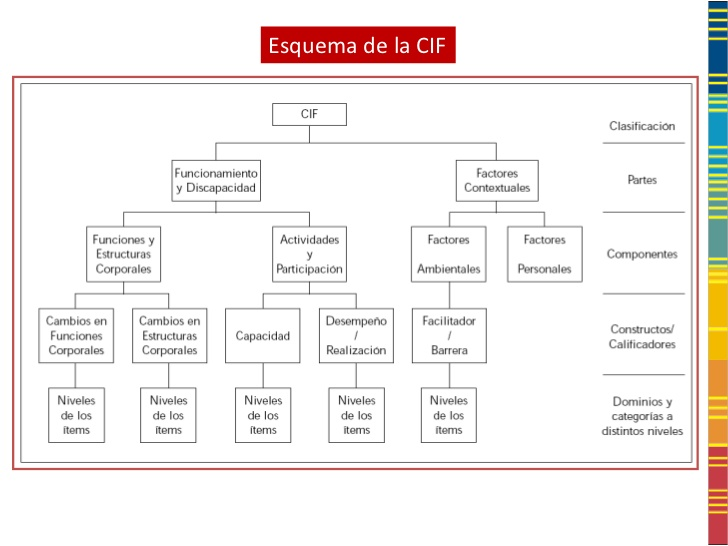 Esquema de la CIF
CIF
Clasificación
Funcionamiento
y Discapacidad
Factores
Contextuales
Partes
Funciones y
Estructuras
Corporales
Actividades
y
Participación
Factores
Ambientales
Factores
Personales
Componentes
Cambios en
Funciones
Corporales
Cambios en
Estructuras
Corporales
Capacidad
Desempeño
/
Realización
Facilitador
/
Barrera
Constructos/
Calificadores
Niveles
de los
ítems
Niveles
de los
ítems
Niveles
de los
ítems
Niveles
de los
ítems
Niveles
de los
ítems
Dominios y
categorías a
distintos niveles